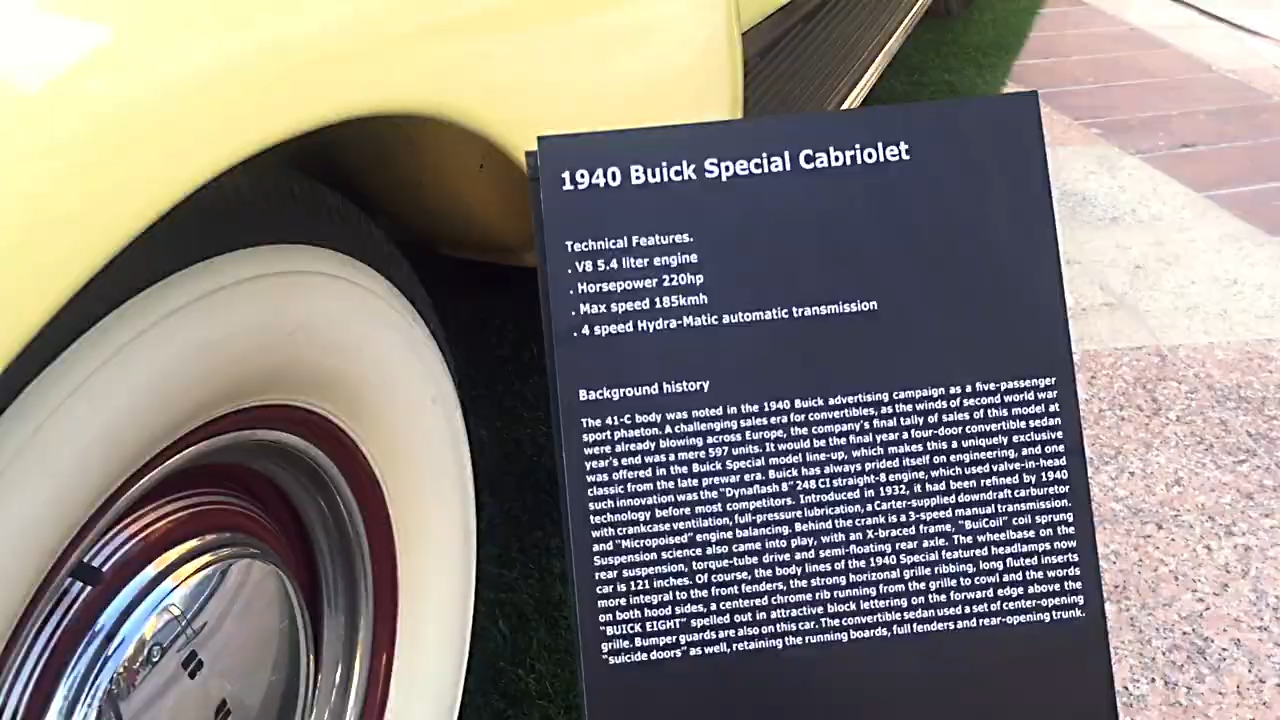 1940 Buick Special Cabriolet
Technical Features.
. V8 5.4 liter engine
. Horsepower 220hp
. Max speed 185kmh
. 4 speed Hydra-Matic automatic transmission
Background history
The 41-C body was noted in the 1940 Buick advertising campaign as a five-passenger
sport phaeton. A challenging sales era for convertibles, as the winds of second world war
were already blowing across Europe, the company's final tally of sales of this model at
year's end was a mere 597 units. It would be the final year a four-door convertible sedan
was offered in the Buick Special model line-up, which makes this a uniquely exclusive
classic from the late prewar era. Buick has always prided itself on engineering, and one
such innovation was the "Dynaflash 8" 248 CI straight-8 engine, which used valve-in-head
technology before most competitors. Introduced in 1932, it had been refined by 1940
with crankcase ventilation, full-pressure lubrication, a Carter-supplied downdraft carburetor
and "Micropoised" engine balancing. Behind the crank is a 3-speed manual transmission.
Suspension science also came into play, with an X-braced frame, "BuiCoil" coil sprung
rear suspension, torque-tube drive and semi-floating rear axle. The wheelbase on the
car is 121 inches. Of course, the body lines of the 1940 Special featured headlamps now
more integral to the front fenders, the strong horizonal grille ribbing, long fluted inserts
on both hood sides, a centered chrome rib running from the grille to cowl and the words
"BUICK EIGHT" spelled out in attractive block lettering on the forward edge above the
grille. Bumper guards are also on this car. The convertible sedan used a set of center-opening
"suicide doors" as well, retaining the running boards, full fenders and rear-opening trunk.